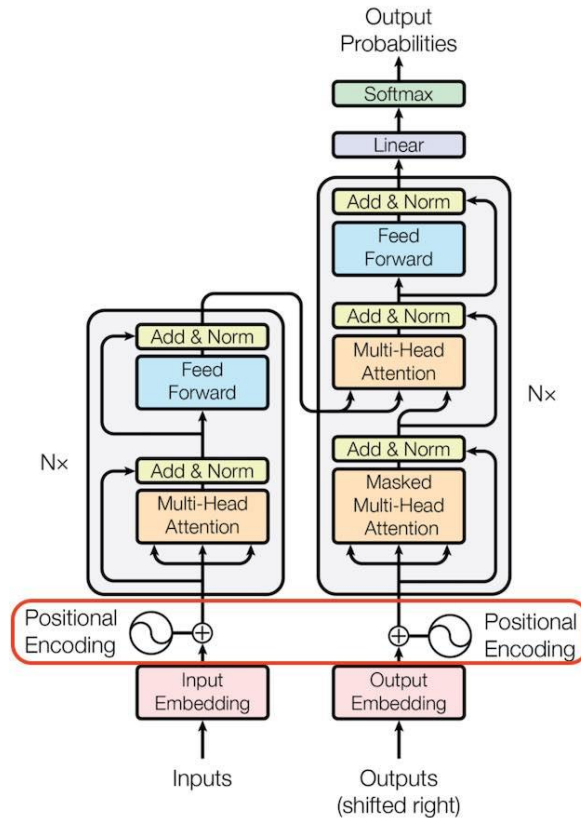 Output
Probabilities
Softmax
Linear
Add & Norm
Feed
Forward
Add & Norm
Multi-Head
Attention
Add & Norm
Masked
Multi-Head
Attention
Nx
Add & Norm
Feed
Forward
Add & Norm
Multi-Head
Attention
Nx
Positional
Encoding
Positional
Encoding
Input
Embedding
Output
Embedding
Inputs
Outputs
(shifted right)